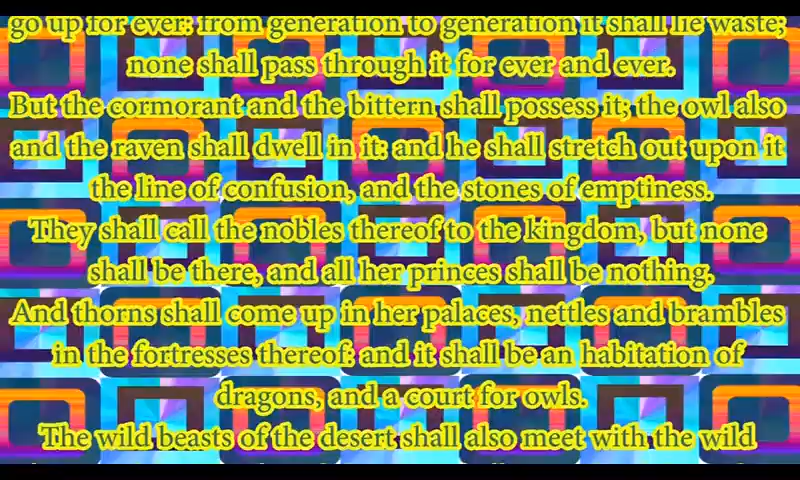 go up for ever: from generation to generation it shall lie waste;
none shall pass through it for ever and ever.
But the cormorant and the bittern shall possess it; the owl also
and the raven shall dwell in it: and he shall stretch out upon it
the line of confusion, and the stones of emptiness.
They shall call the nobles thereof to the kingdom, but none
shall be there, and all her princes shall be nothing.
And thorns shall come up in her palaces, nettles and brambles
in the fortresses thereof: and it shall be an habitation of
dragons, and a court for owls.
The wild beasts of the desert shall also meet with the wild